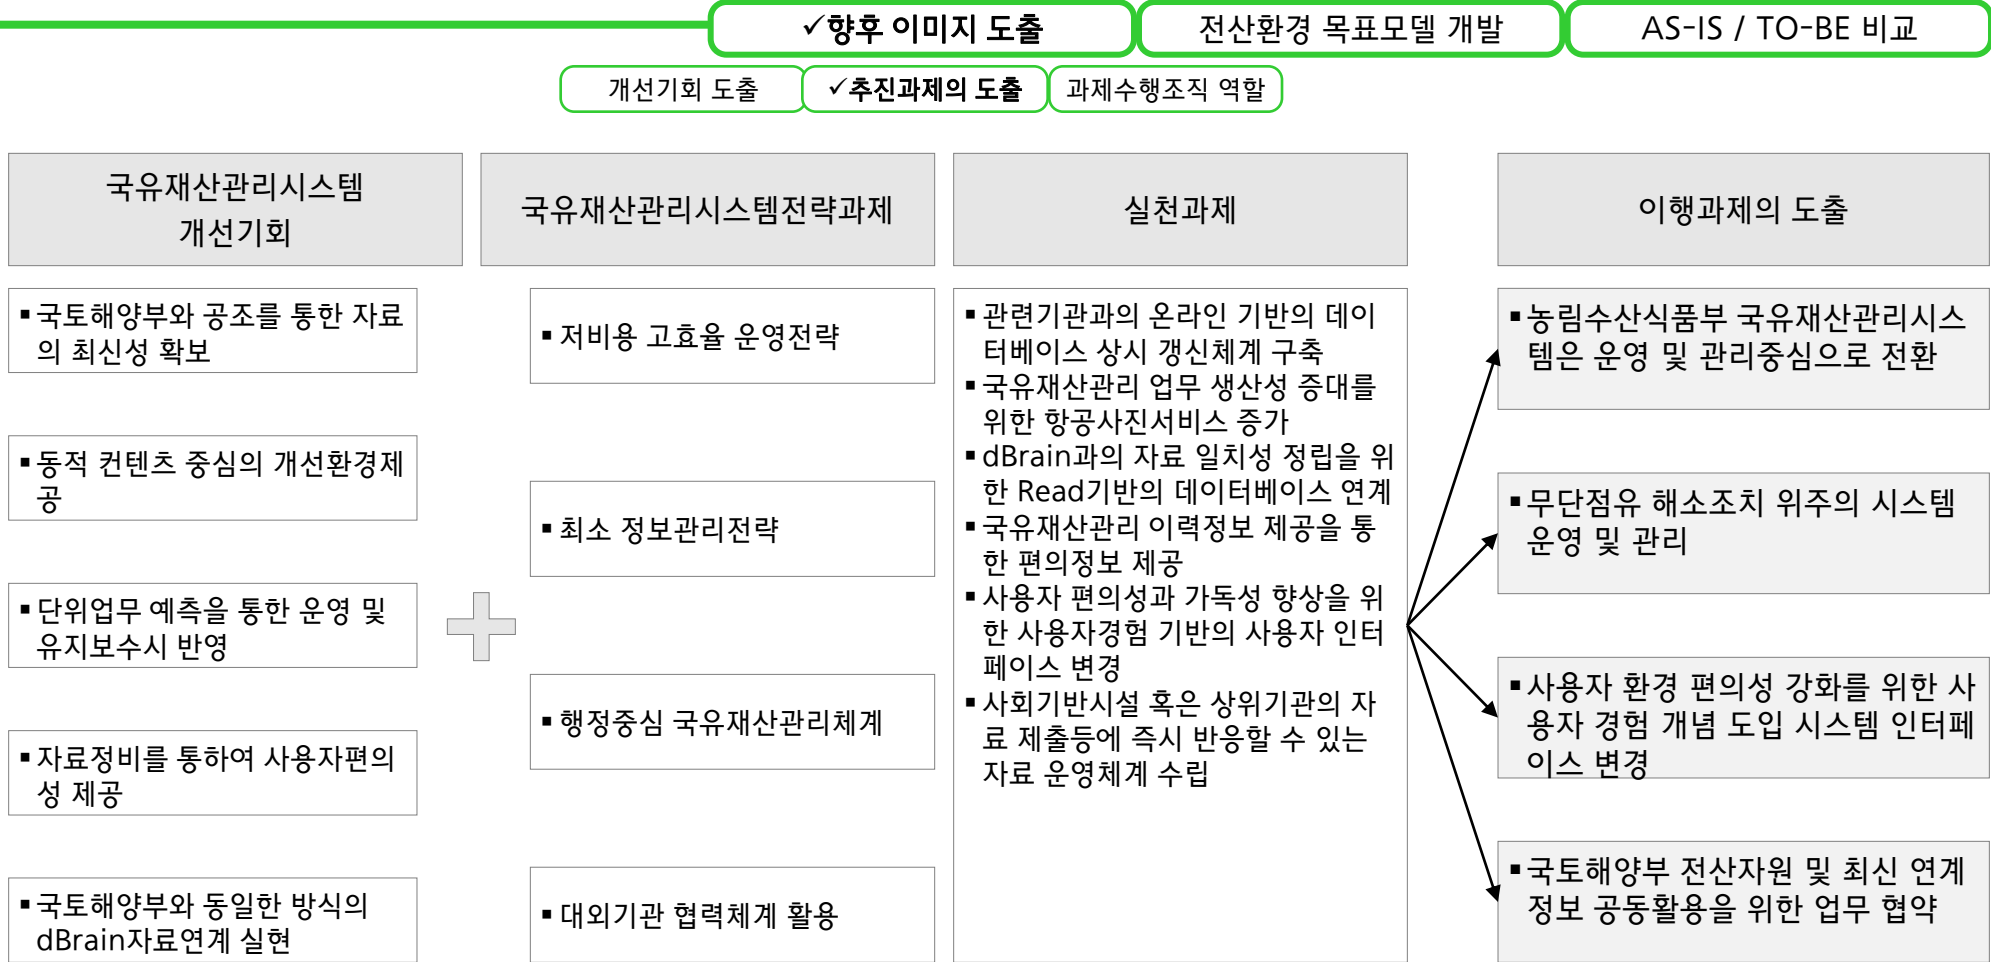 ✓향후 이미지 도출
전산환경 목표모델 개발
AS-IS / TO-BE 비교
개선기회 도출
✓추진과제의 도출
과제수행조직 역할
국유재산관리시스템
개선기회
▪국토해양부와 공조를 통한 자료
의 최신성 확보
▪동적 컨텐츠 중심의 개선환경제
공
▪단위업무 예측을 통한 운영 및
유지보수시 반영
▪자료정비를 통하여 사용자편의
성 제공
▪국토해양부와 동일한 방식의
dBrain자료연계 실현
국유재산관리시스템전략과제
▪저비용 고효율 운영전략
▪최소 정보관리전략
▪행정중심 국유재산관리체계
▪대외기관 협력체계 활용
실천과제
▪관련기관과의 온라인 기반의 데이
터베이스 상시 갱신체계 구축
▪국유재산관리 업무 생산성 증대를
위한 항공사진서비스 증가
▪dBrain과의 자료 일치성 정립을 위
한 Read기반의 데이터베이스 연계
▪국유재산관리 이력정보 제공을 통
한 편의정보 제공
▪사용자 편의성과 가독성 향상을 위
한 사용자경험 기반의 사용자 인터
페이스 변경
▪사회기반시설 혹은 상위기관의 자
료 제출등에 즉시 반응할 수 있는
자료 운영체계 수립
이행과제의 도출
▪농림수산식품부 국유재산관리시스
템은 운영 및 관리중심으로 전환
▪무단점유 해소조치 위주의 시스템
운영 및 관리
▪사용자 환경 편의성 강화를 위한 사
용자 경험 개념 도입 시스템 인터페
이스 변경
▪국토해양부 전산자원 및 최신 연계
정보 공동활용을 위한 업무 협약